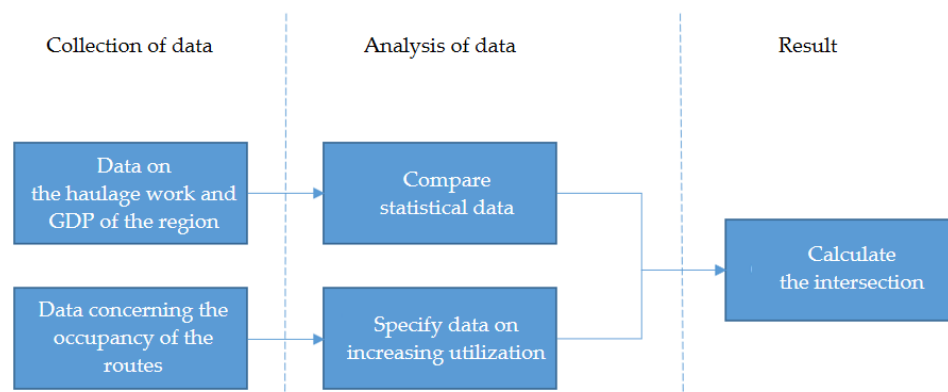 Collection of data
Analysis of data
Result
Data on
the haulage work and
GDP of the region
Compare
statistical data
Calculate
the intersection
Data concerning the
occupancy of the
routes
Specify data on
increasing utilization